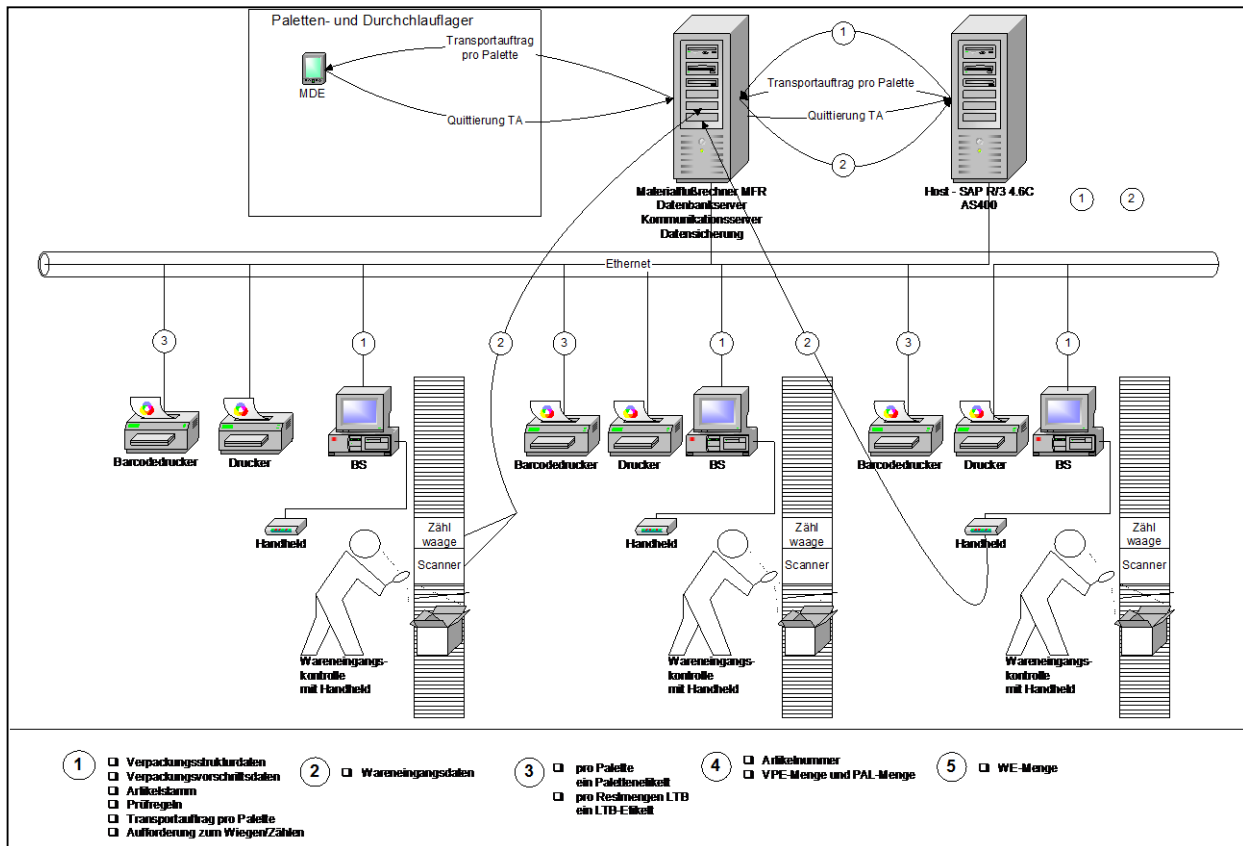 Paletten- und Durchchlauflager
Transportauftrag
pro Palette
MDE
Quittierung TA
1
Transportauftrag pro Palette
Quittierung TA
2
Materialflußrechner MFR
Datenbankserver
Kommunikationsserver
Datensicherung
Host - SAP R/3 4.6C
AS400
1
2
Ethernet
3
1
2
3
1
2
3
1
Barcodedrucker
Drucker
BS
Barcodedrucker
Drucker
BS
Barcodedrucker
Drucker
BS
Handheld
Zähl
waage
Scanner
Handheld
Zähl
waage
Scanner
Handheld
Zähl
waage
Scanner
Wareneingangs-
kontrolle
mit Handheld
Wareneingangs-
kontrolle
mit Handheld
Wareneingangs-
kontrolle
mit Handheld
1
Verpackungsstrukturdaten
Verpackungsvorschriftsdaten
Artikelstamm
Prüfregeln
Transportauftrag pro Palette
Aufforderung zum Wiegen/Zählen
2
Wareneingangsdaten
3
pro Palette
ein Palettenetikett
pro Restmengen LTB
ein LTB-Etikett
4
Artikelnummer
VPE-Menge und PAL-Menge
5
WE-Menge